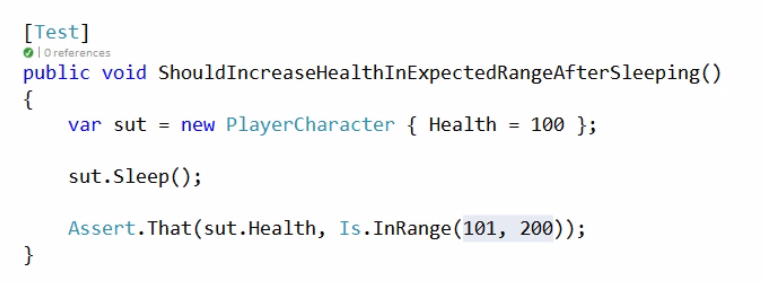 [Test]
| 0 references
public void ShouldIncreaseHealthInExpectedRangeAfterSleeping()
{
var sut = new PlayerCharacter { Health = 100 };
sut.Sleep();
Assert.That(sut.Health, Is.InRange(101, 200));
}